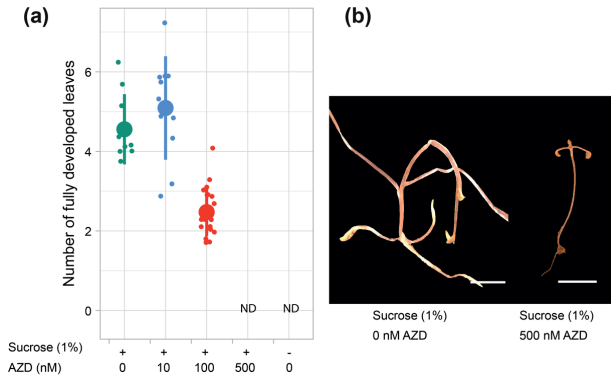 (a)
Number of fully developed leaves
6
4
2
0
ND ND
Sucrose (1%) + + + + -
AZD (nM) 0 10 100 500 0
(b)
Sucrose (1%) Sucrose (1%)
0 nM AZD 500 nM AZD